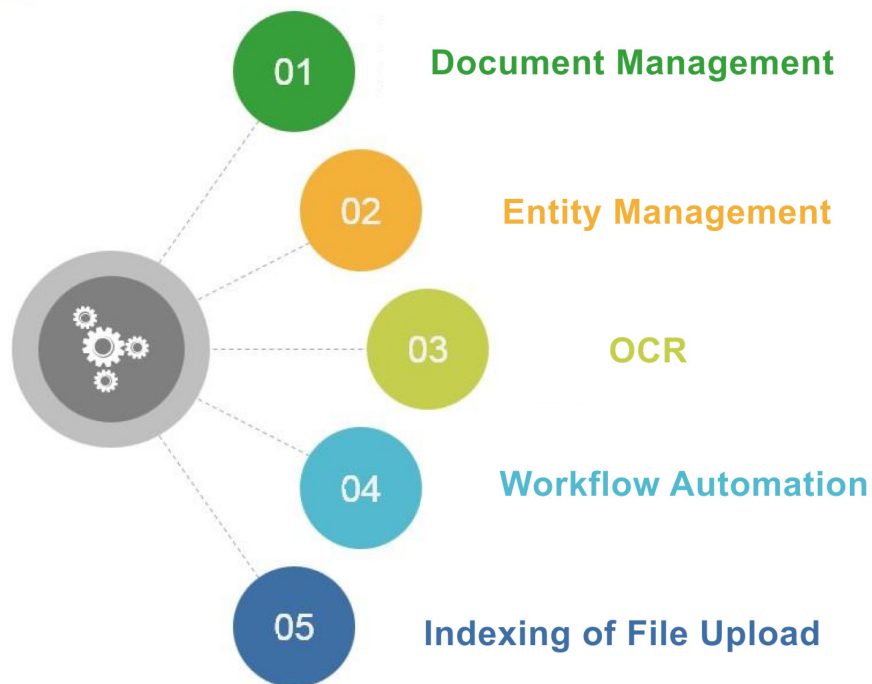 01 Document Management
02 Entity Management
03 OCR
04 Workflow Automation
05 Indexing of File Upload